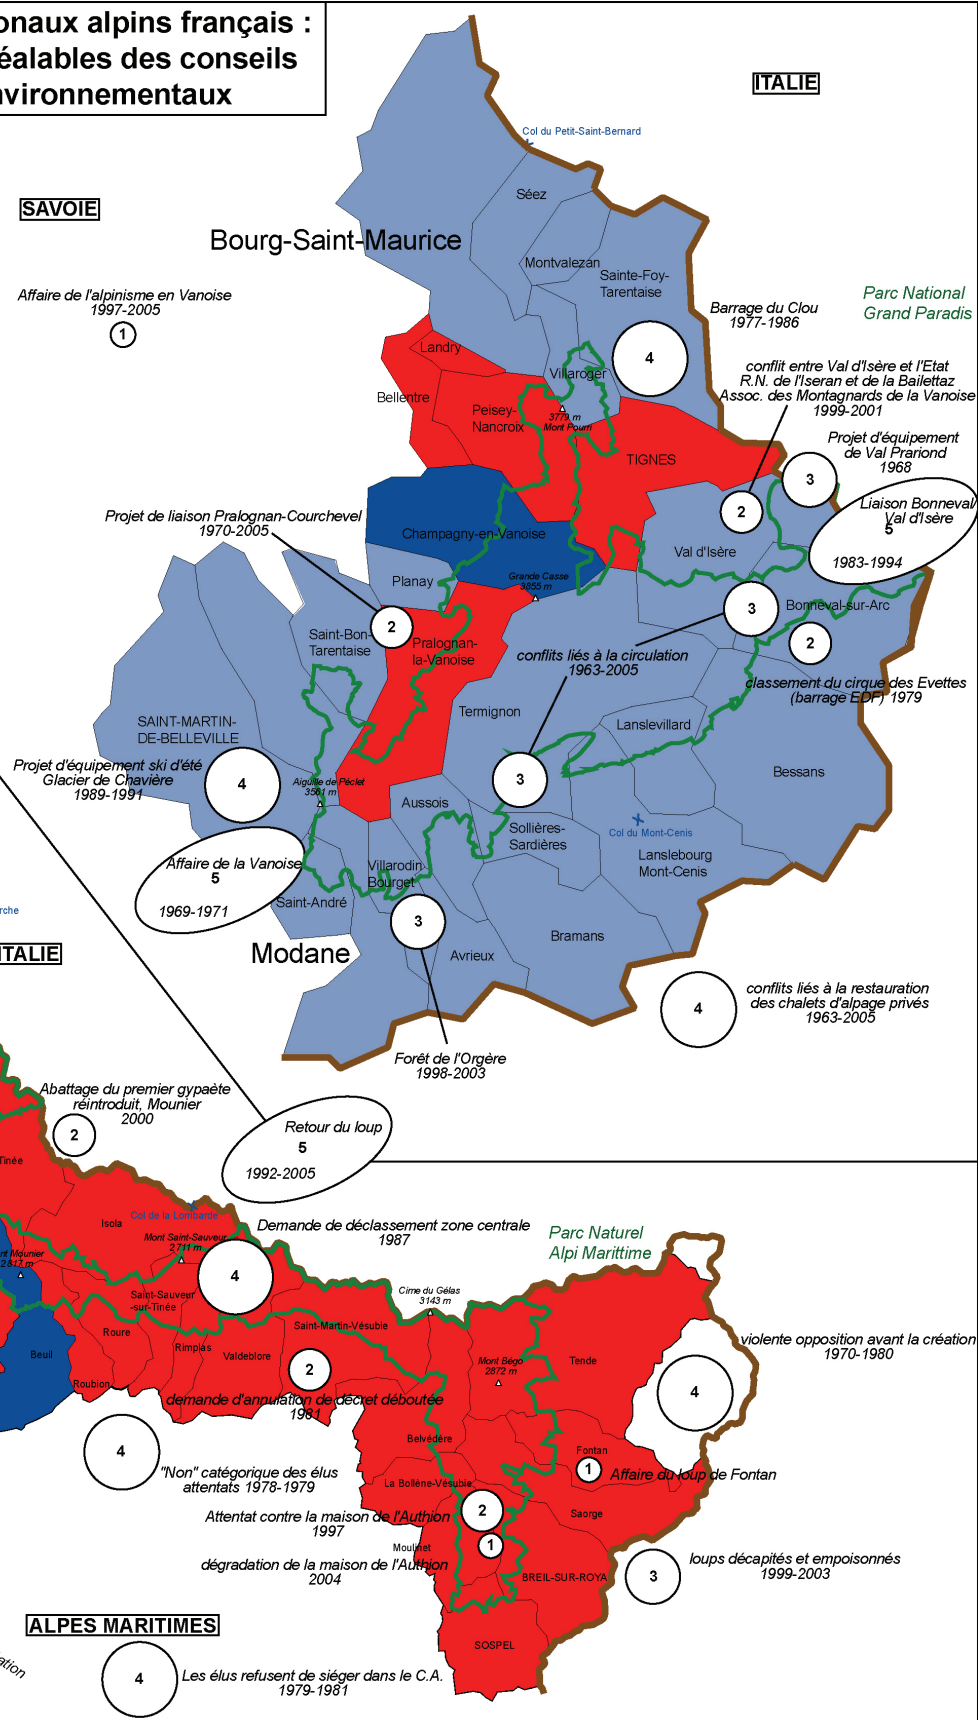 onaux alpins français :
éalables des conseils
nvironnementaux
ITALIE
Col du Petit-Saint-Bernard
SAVOIE
Séez
Bourg-Saint-Maurice
Montvalezan
Sainte-Foy-
Tarentaise
Affaire de l'alpinisme en Vanoise
1997-2005
1
Parc National
Grand Paradis
Barrage du Clou
1977-1986
4
Landry
Villaroger
conflit entre Val d'Isère et l'Etat
R.N. de l'Iseran et de la Bailettaz
Assoc. des Montagnards de la Vanoise
1999-2001
Bellentre
Peisey-
Nancroix
3779 m
Mont Pourri
TIGNES
Projet d'équipement
de Val Prariond
1968
3
2
Liaison Bonneval
Val d'Isère
5
1983-1994
Projet de liaison Pralognan-Courchevel
1970-2005
Champagny-en-Vanoise
Val d'Isère
Planay
Grande Casse
3855 m
3
Bonneval-sur-Arc
2
2
Saint-Bon-
Tarentaise
Pralognan-
la-Vanoise
conflits liés à la circulation
1963-2005
classement du cirque des Evettes
(barrage EDF) 1979
Termignon
Lanslevillard
SAINT-MARTIN-
DE-BELLEVILLE
Projet d'équipement ski d'été
Glacier de Chavière
1989-1991
4
Aiguille de Péclet
3561 m
3
Bessans
Aussois
Sollières-
Sardières
Col du Mont-Cenis
Lanslebourg
Mont-Cenis
Affaire de la Vanoise
5
1969-1971
Villarodin
Bourget
Saint-André
3
rche
ITALIE
Modane
Avrieux
Bramans
4
conflits liés à la restauration
des chalets d'alpage privés
1963-2005
Forêt de l'Orgère
1998-2003
Abattage du premier gypaète
réintroduit, Mounier
2000
2
Retour du loup
5
1992-2005
Tinée
Isola
Col de la Lombarde
Demande de déclassement zone centrale
1987
Parc Naturel
Alpi Marittime
Mont Saint-Sauveur
2711 m
nt Mounier
2817 m
4
Cime du Gélas
3143 m
Saint-Sauveur
-sur-Tinée
Saint-Martin-Vésubie
Roure
Rimplas
Valdeblore
Beuil
Roubion
2
Mont Bégo
2872 m
Tende
violente opposition avant la création
1970-1980
4
demande d'annulation de décret déboutée
1981
4
Belvédère
Fontan
1
Affaire du loup de Fontan
"Non" catégorique des élus
attentats 1978-1979
La Bollène-Vésubie
2
Saorge
Attentat contre la maison de l'Authion
1997
Moulinet
1
dégradation de la maison de l'Authion
2004
BREIL-SUR-ROYA
3
loups décapités et empoisonnés
1999-2003
ALPES MARITIMES
SOSPEL
ation
4
Les élus refusent de siéger dans le C.A.
1979-1981